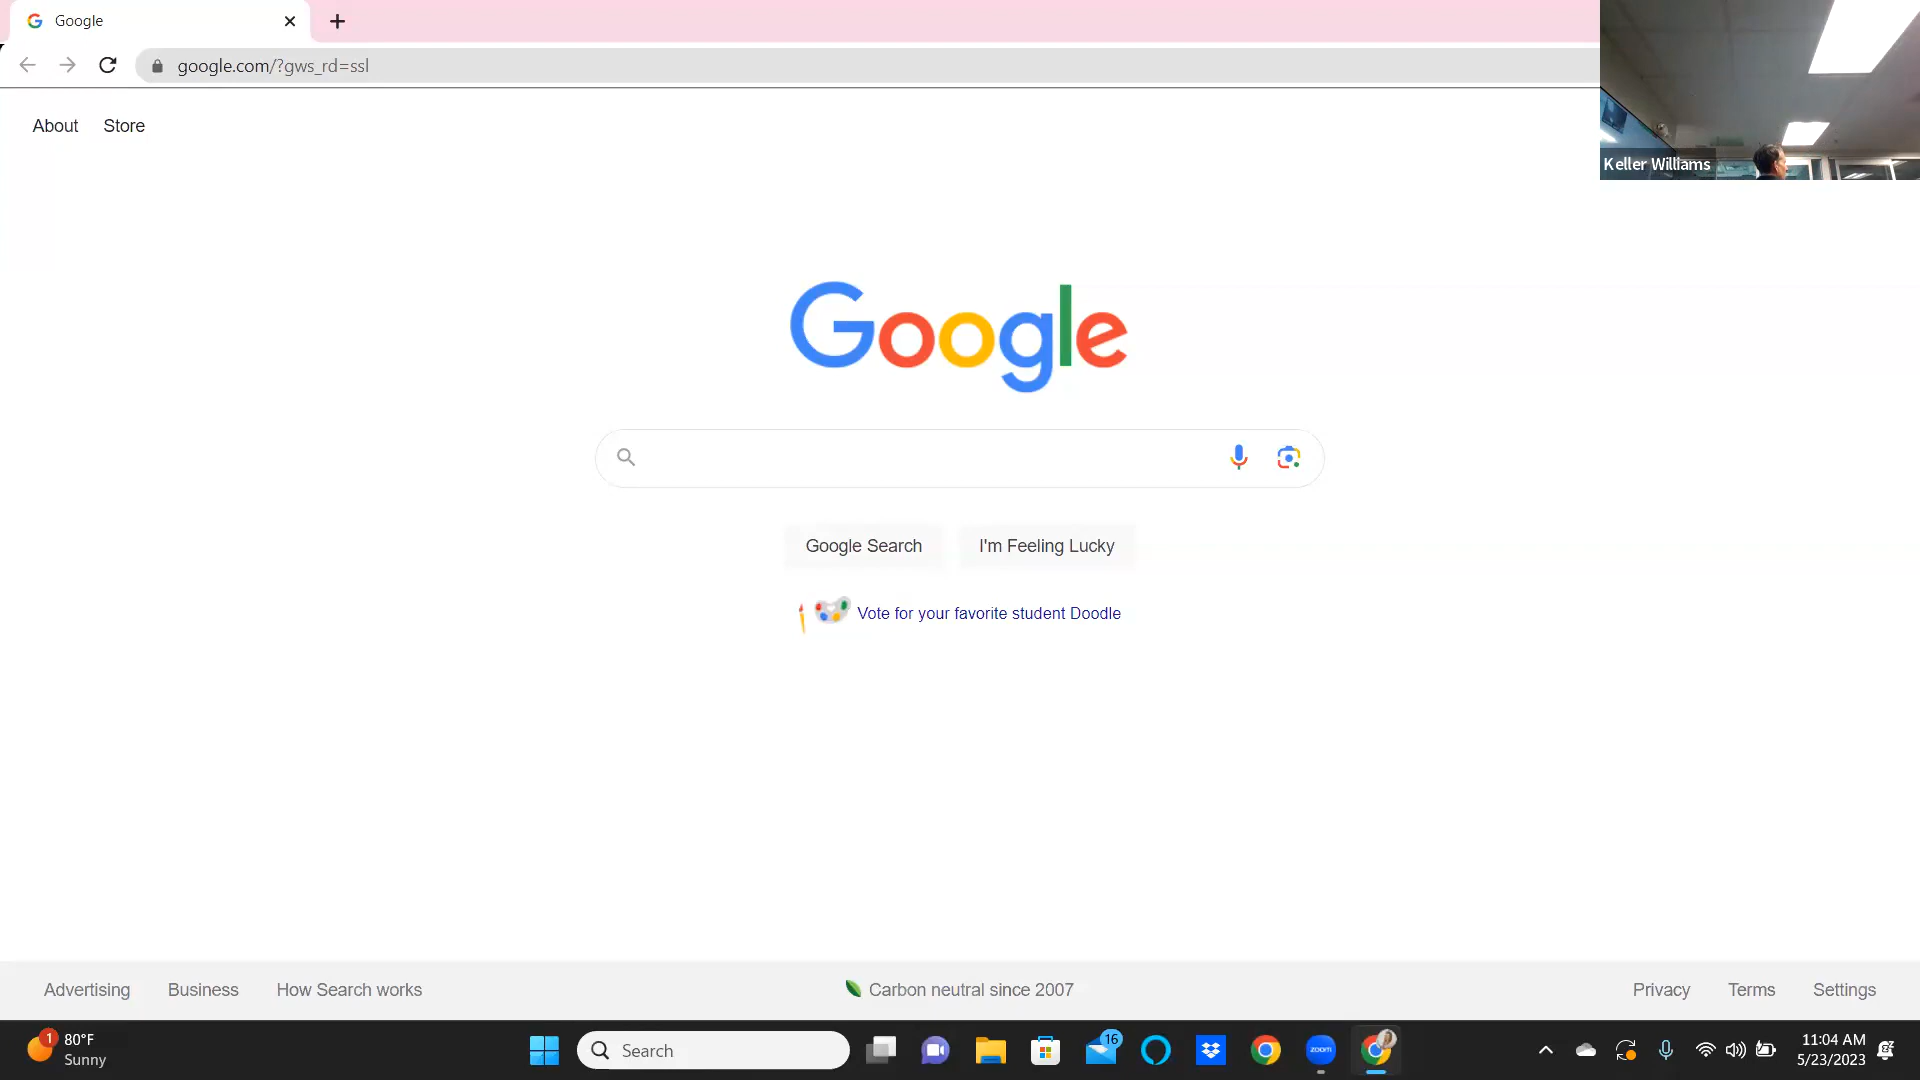 Google
google.com/?gws_rd=ssl
About Store
Keller Williams
Google
Google Search I'm Feeling Lucky
Vote for your favorite student Doodle
Advertising Business How Search works
Carbon neutral since 2007
Privacy Terms Settings
1
80°F
Sunny
Search
16
zoom
11:04 AM
5/23/2023